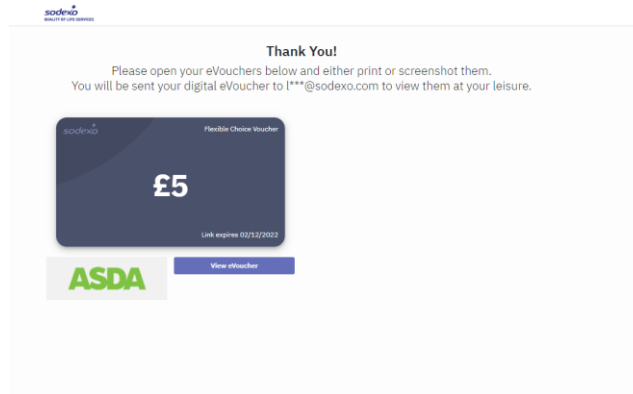 sodexo
QUALITY OF LIFE SERVICES
Thank You!
Please open your eVouchers below and either print or screenshot them.
You will be sent your digital eVoucher to l***@sodexo.com to view them at your leisure.
sodexo
Flexible Choice Voucher
£5
Link expires 02/12/2022
ASDA
View eVoucher